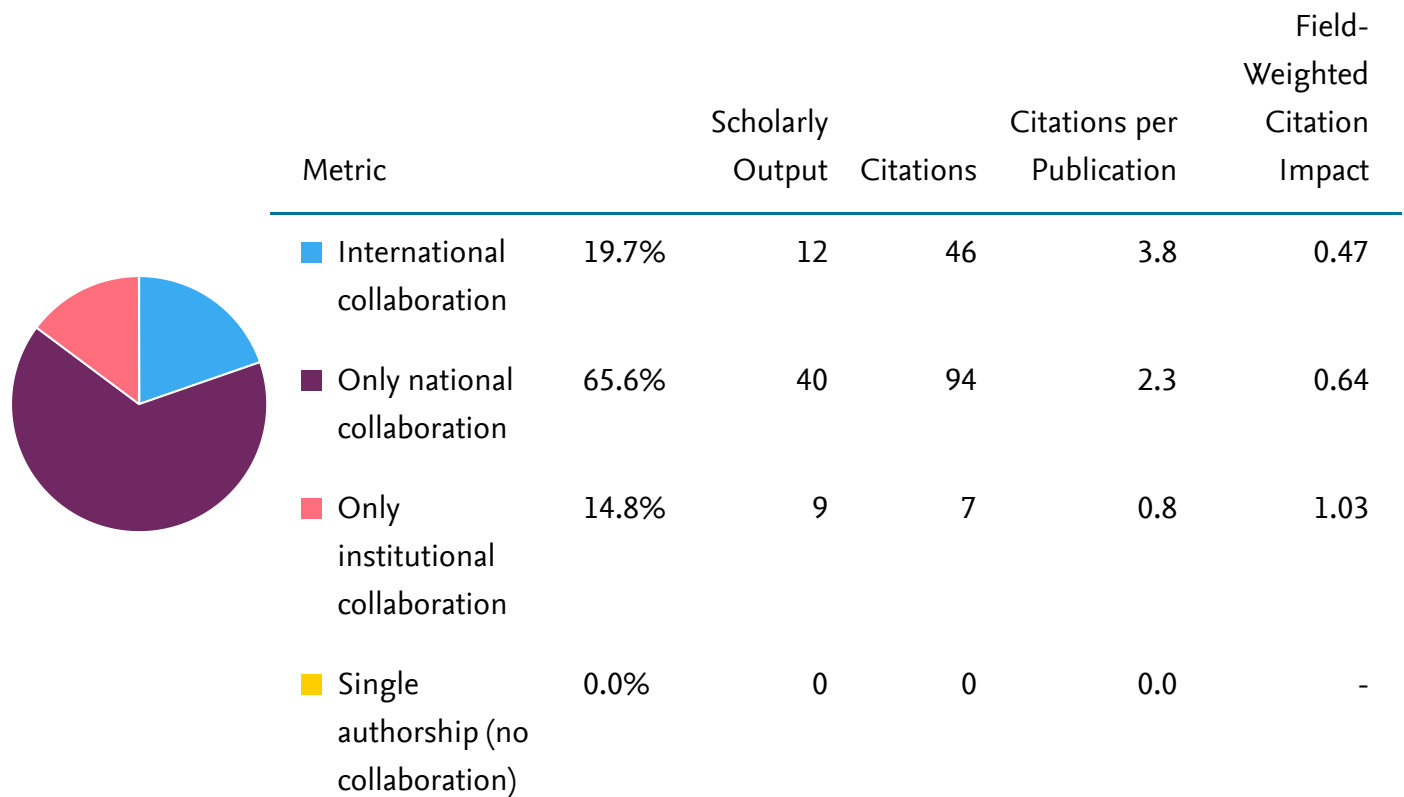 Field-
Weighted
Scholarly Citations per Citation
Metric Output Citations Publication Impact
International 19.7% 12 46 3.8 0.47
collaboration
Only national 65.6% 40 94 2.3 0.64
collaboration
Only 14.8% 9 7 0.8 1.03
institutional
collaboration
Single 0.0% 0 0 0.0 -
authorship (no
collaboration)